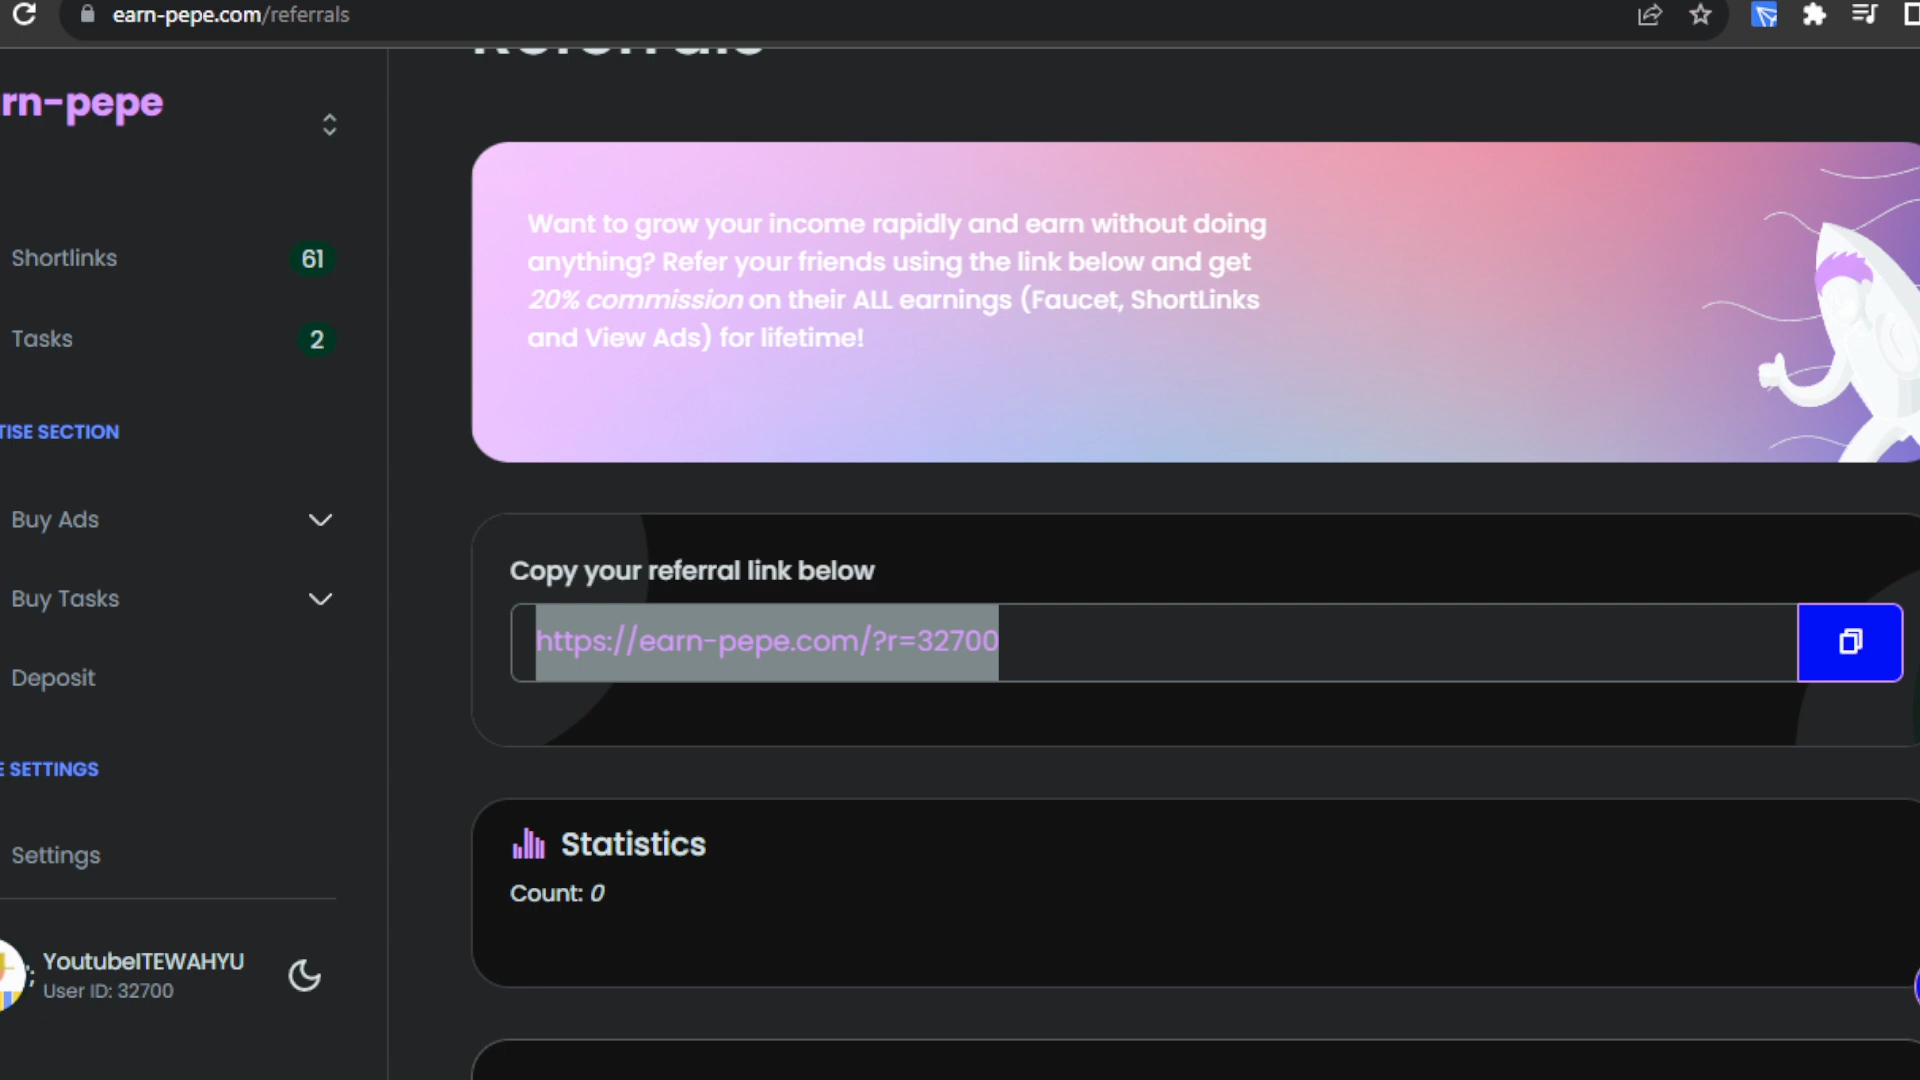 earn-pepe.com/referrals
Referrals
rn-pepe
Shortlinks 61
Tasks 2
TISE SECTION
Buy Ads
Buy Tasks
Deposit
E SETTINGS
Settings
YoutubeITEWAHYU
User ID: 32700
Want to grow your income rapidly and earn without doing
anything? Refer your friends using the link below and get
20% commission on their ALL earnings (Faucet, ShortLinks
and View Ads) for lifetime!
Copy your referral link below
https://earn-pepe.com/?r=32700
Statistics
Count: 0